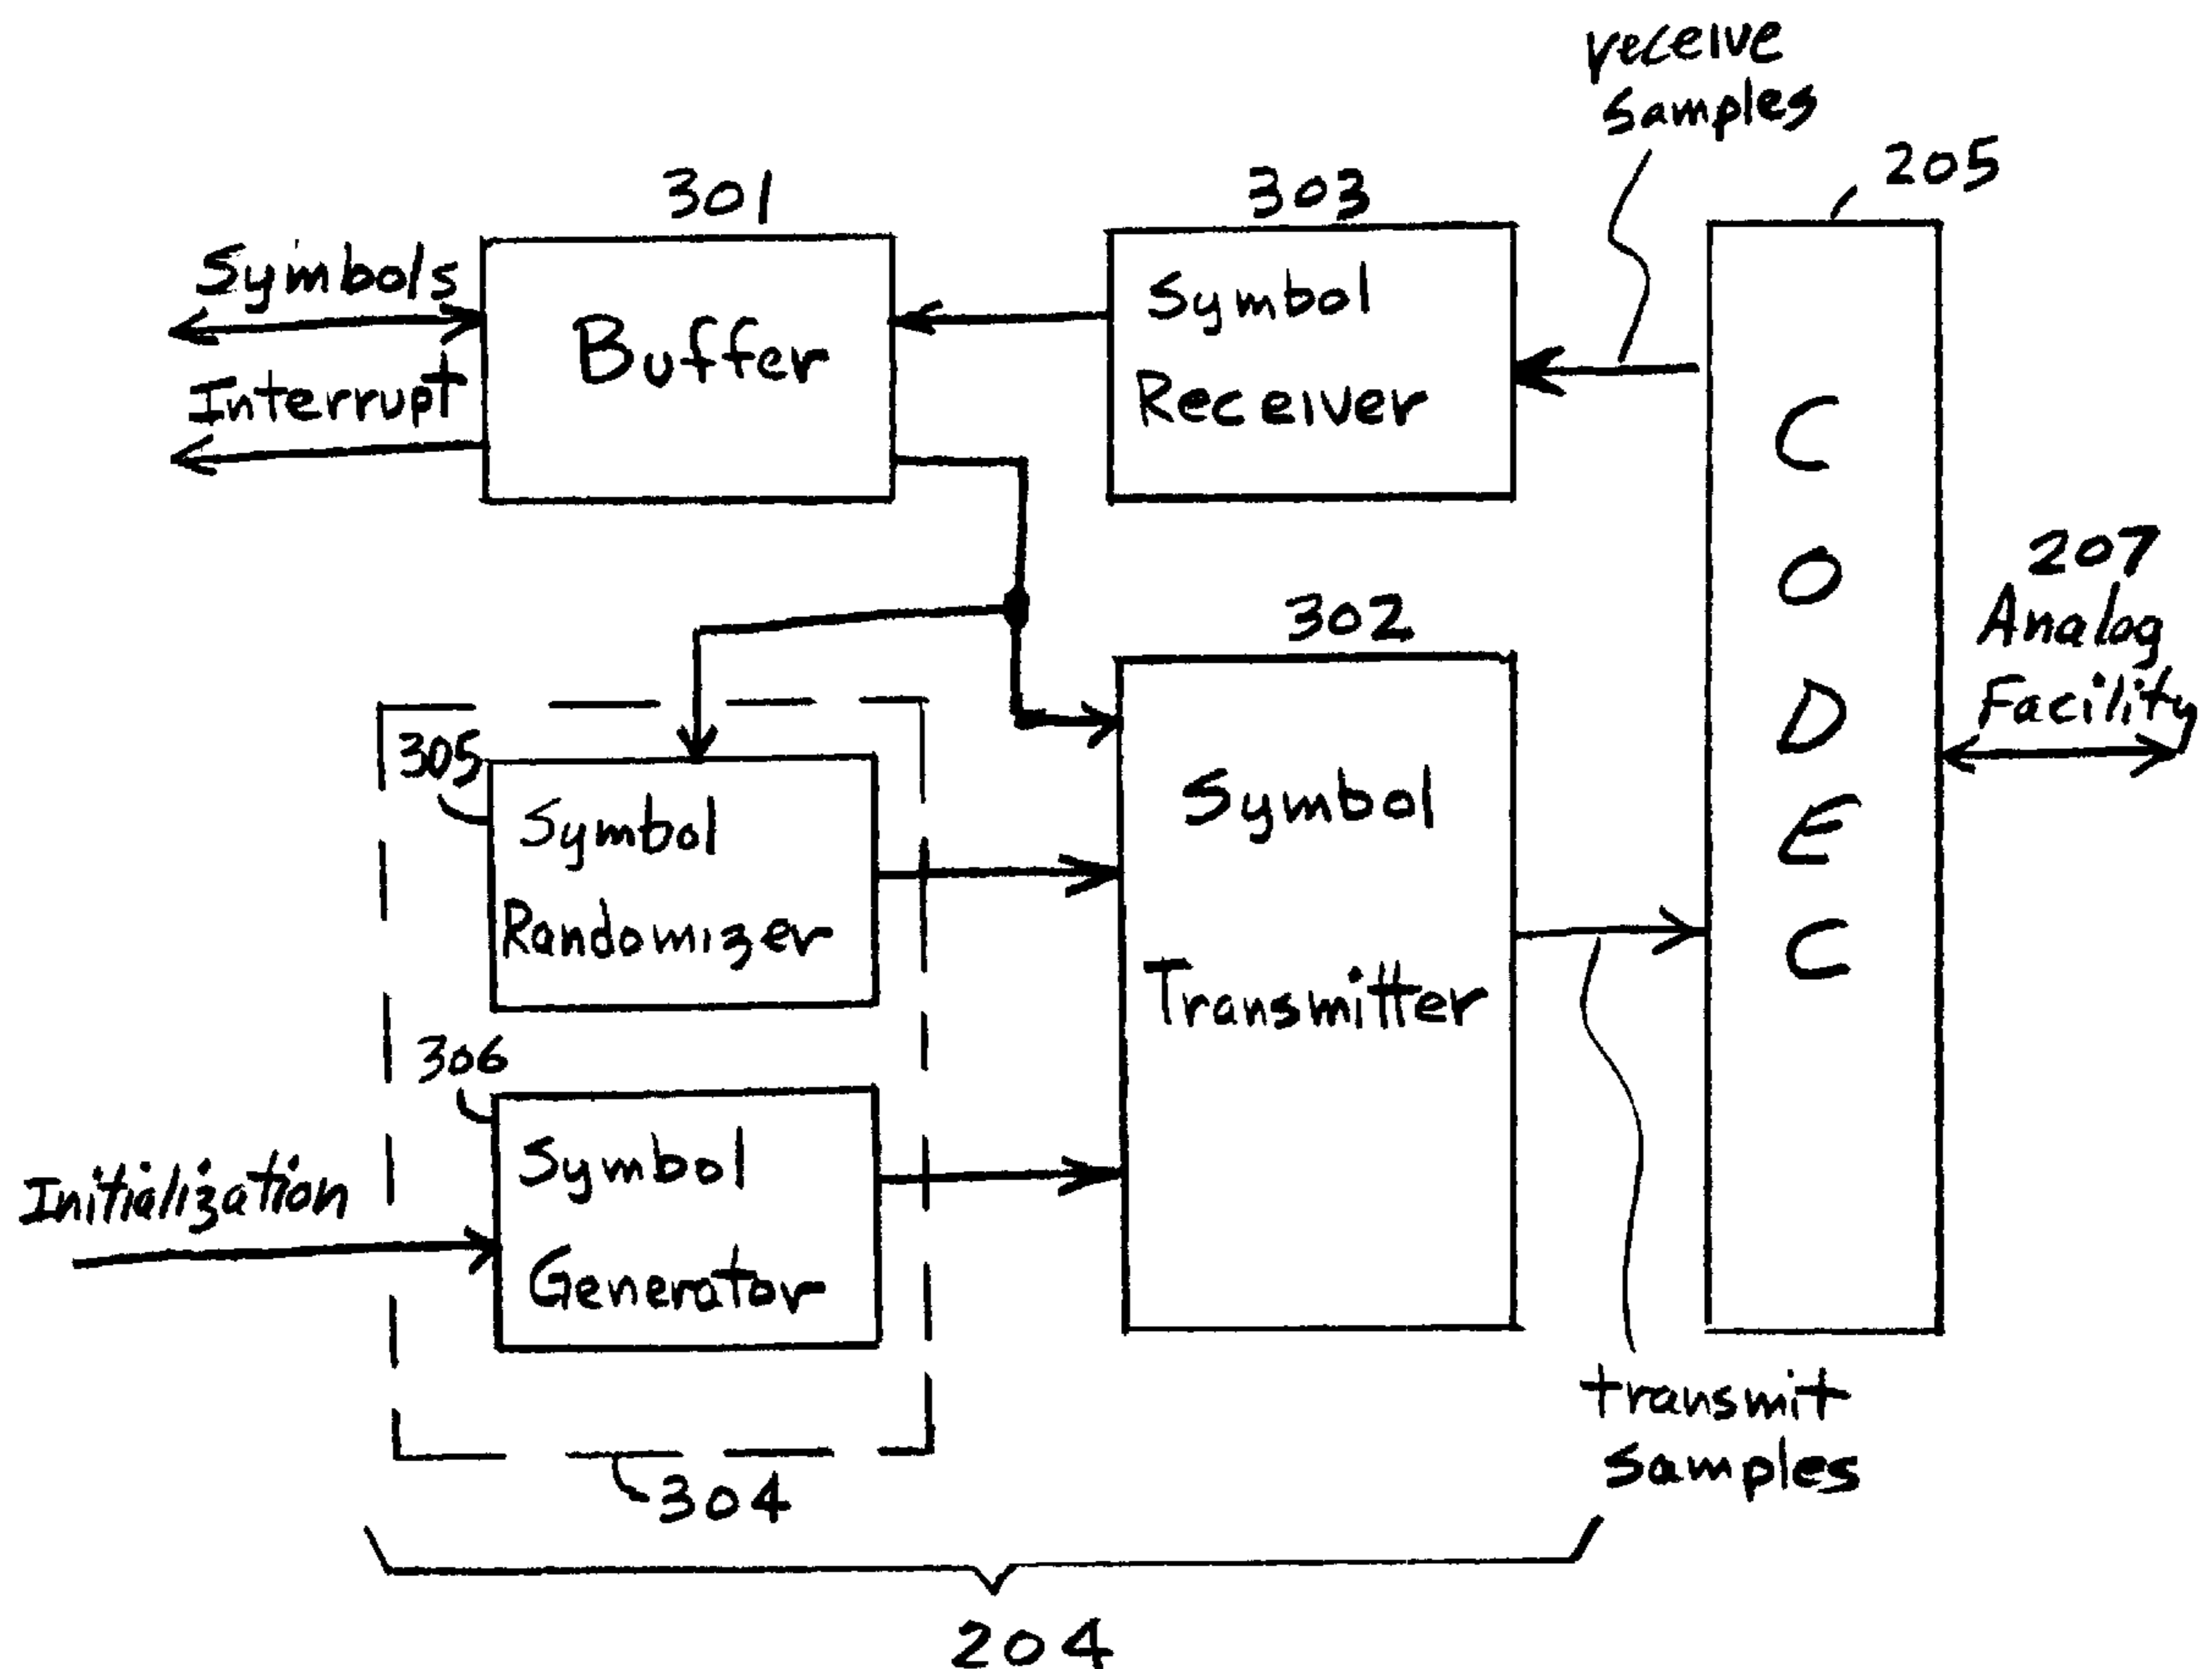 receive
samples
205
301
303
Symbols
Interrupt
Buffer
Symbol
Receiver
CODEC
207
Analog
Facility
302
305
Symbol
Randomizer
Symbol
Transmitter
306
Symbol
Generator
Initialization
304
transmit
samples
204